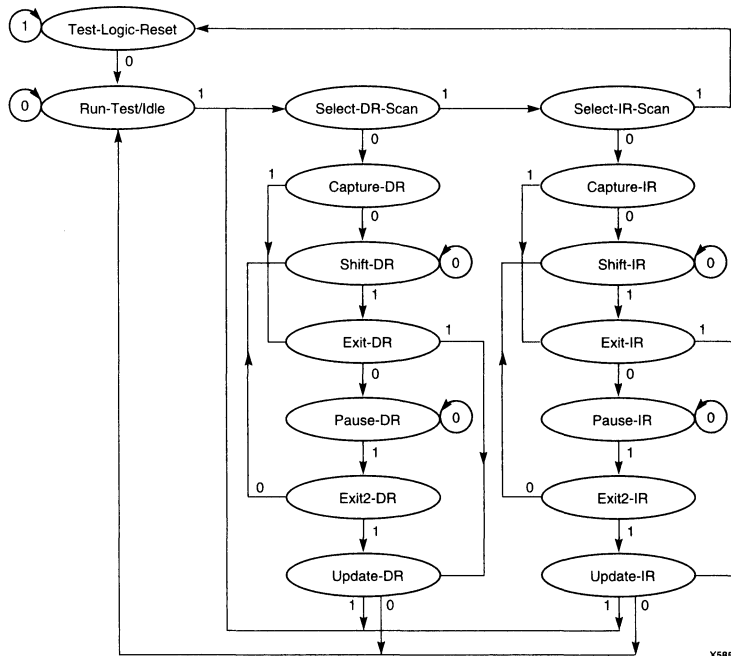 1
Test-Logic-Reset
0
0
Run-Test/Idle
1
Select-DR-Scan
1
Select-IR-Scan
1
0
0
1
Capture-DR
1
Capture-IR
0
0
Shift-DR
0
Shift-IR
0
1
1
Exit-DR
1
Exit-IR
1
0
0
Pause-DR
0
Pause-IR
0
1
1
0
Exit2-DR
0
Exit2-IR
1
1
Update-DR
Update-IR
1
0
1
0